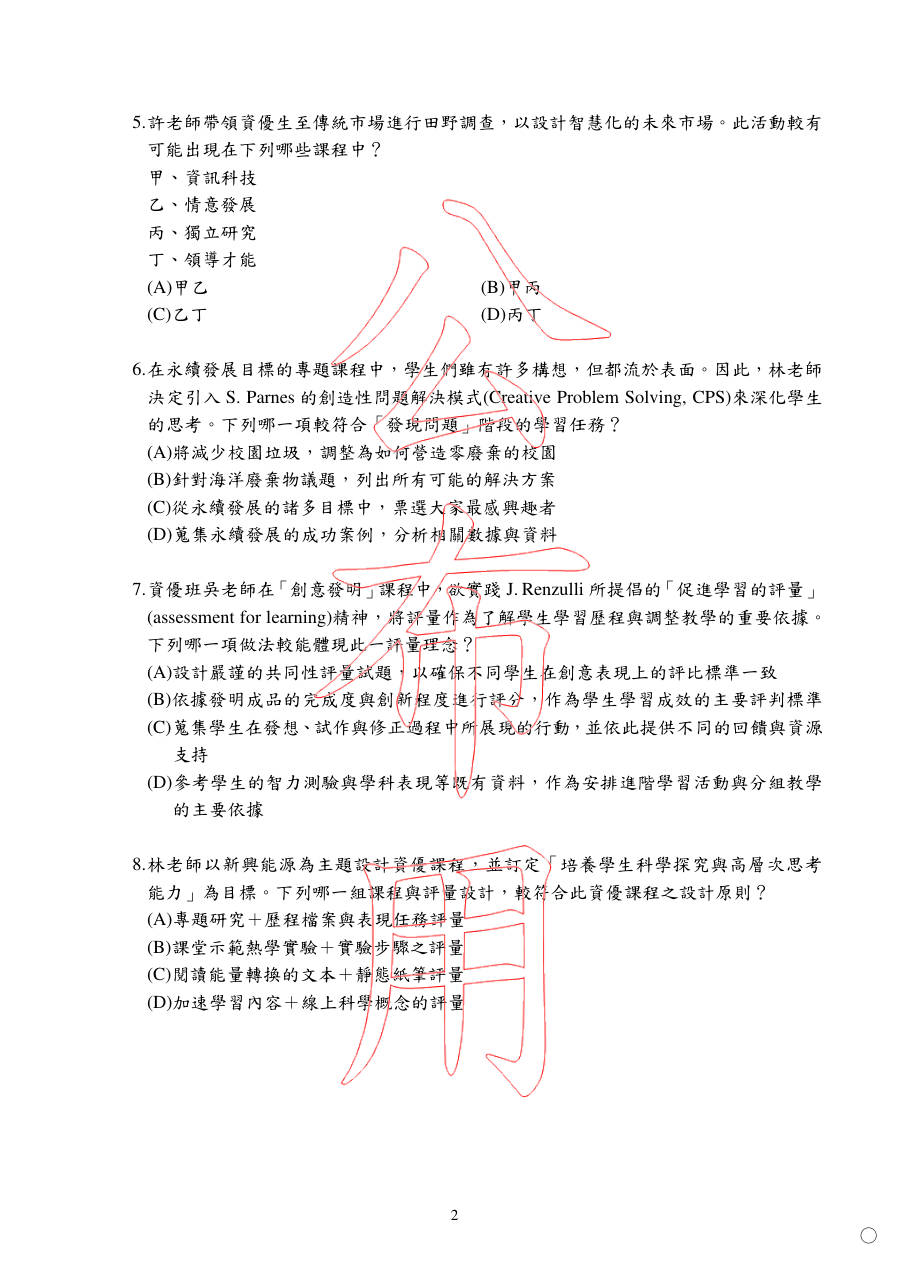 5.許老師帶領資優生至傳統市場進行田野調查，以設計智慧化的未來市場。此活動較有
可能出現在下列哪些課程中？
甲、資訊科技
乙、情意發展
丙、獨立研究
丁、領導才能
(A)甲乙 (B)甲丙
(C)乙丁 (D)丙丁
6.在永續發展目標的專題課程中，學生們雖有許多構想，但都流於表面。因此，林老師
決定引入 S. Parnes 的創造性問題解決模式(Creative Problem Solving, CPS)來深化學生
的思考。下列哪一項較符合「發現問題」階段的學習任務？
(A)將減少校園垃圾，調整為如何營造零廢棄的校園
(B)針對海洋廢棄物議題，列出所有可能的解決方案
(C)從永續發展的諸多目標中，票選大家最感興趣者
(D)蒐集永續發展的成功案例，分析相關數據與資料
7.資優班吳老師在「創意發明」課程中，欲實踐 J. Renzulli 所提倡的「促進學習的評量」
(assessment for learning)精神，將評量作為了解學生學習歷程與調整教學的重要依據。
下列哪一項做法較能體現此一評量理念？
(A)設計嚴謹的共同性評量試題，以確保不同學生在創意表現上的評比標準一致
(B)依據發明成品的完成度與創新程度進行評分，作為學生學習成效的主要評判標準
(C)蒐集學生在發想、試作與修正過程中所展現的行動，並依此提供不同的回饋與資源
支持
(D)參考學生的智力測驗與學科表現等既有資料，作為安排進階學習活動與分組教學
的主要依據
8.林老師以新興能源為主題設計資優課程，並訂定「培養學生科學探究與高層次思考
能力」為目標。下列哪一組課程與評量設計，較符合此資優課程之設計原則？
(A)專題研究＋歷程檔案與表現任務評量
(B)課堂示範熱學實驗＋實驗步驟之評量
(C)閱讀能量轉換的文本＋靜態紙筆評量
(D)加速學習內容＋線上科學概念的評量
公布用
2